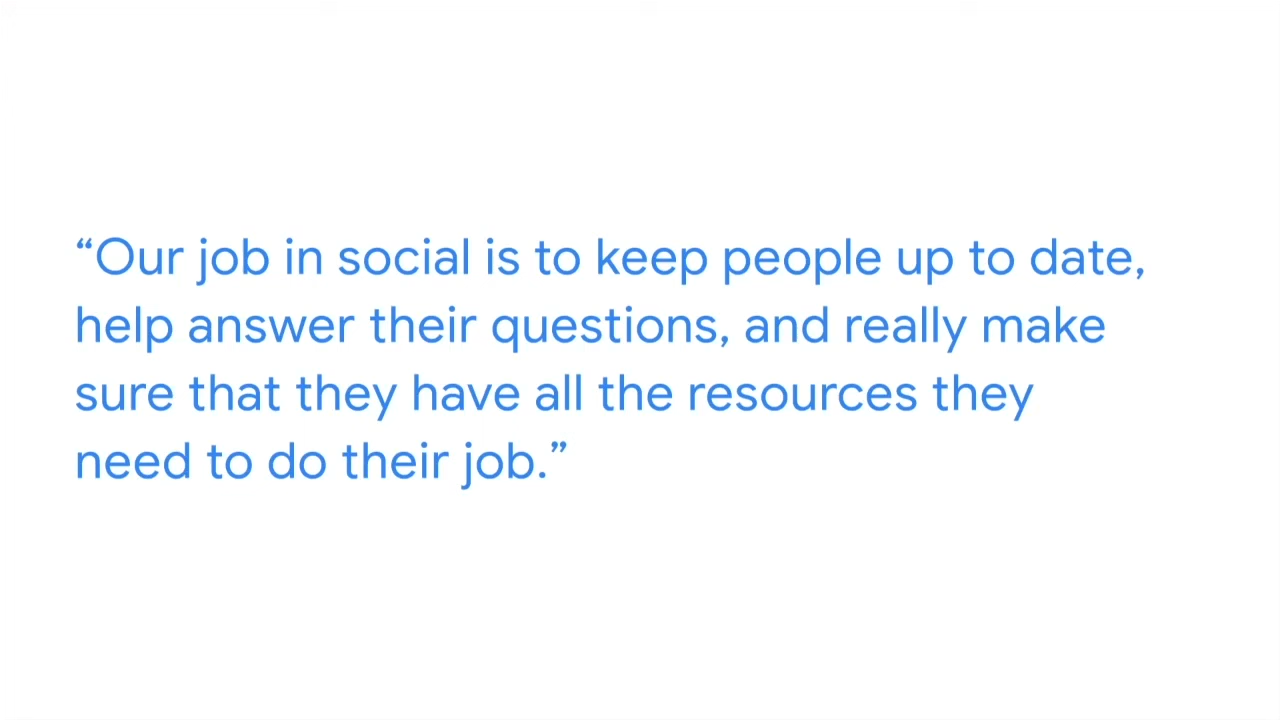 “Our job in social is to keep people up to date,
help answer their questions, and really make
sure that they have all the resources they
need to do their job.”